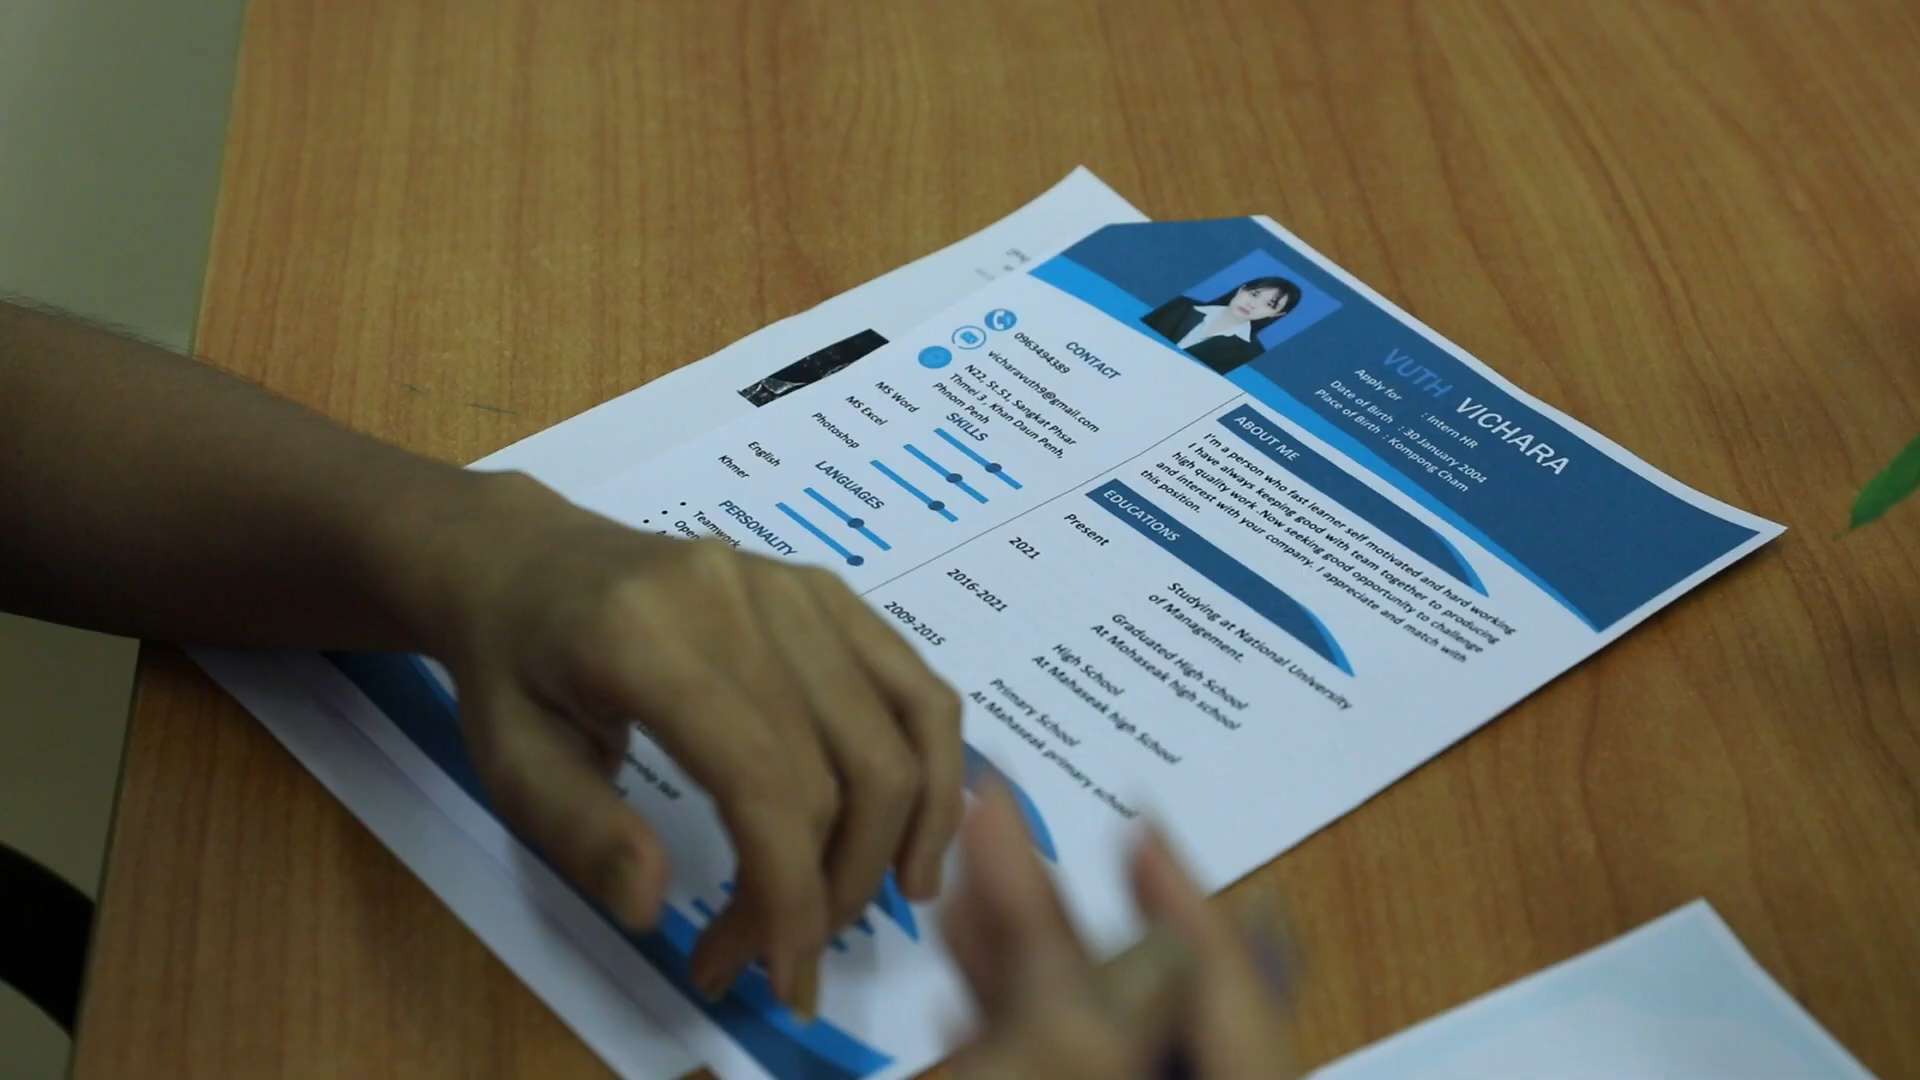 VUTH VICHARA
Apply for : Intern HR
Date of Birth : 30 January 2004
Place of Birth : Kompong Cham
CONTACT
0963494389
vicharavuth9@gmail.com
N22, St.51, Sangkat Phsar
Thmei 3 , Khan Daun Penh,
Phnom Penh
SKILLS
MS Word
MS Excel
Photoshop
LANGUAGES
English
Khmer
PERSONALITY
Teamwork
Open
ABOUT ME
I'm a person who fast learner self motivated and hard working
I have always keeping good with team together to producing
high quality work .Now seeking good opportunity to challenge
and interest with your company. I appreciate and match with
this position.
EDUCATIONS
Present
Studying at National University
of Management.
2021
Graduated High School
At Mohaseak high school
2016-2021
High School
At Mahaseak high School
2009-2015
Primary School
At Mahaseak primary school